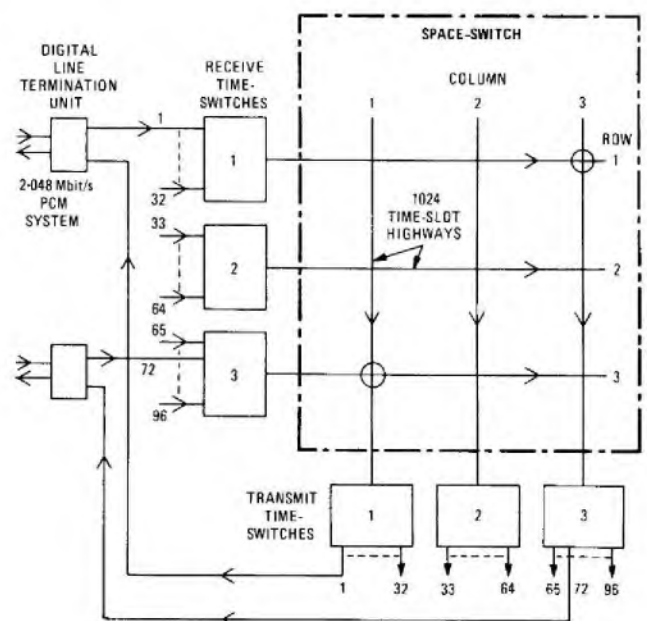 SPACE-SWITCH
COLUMN
1 2 3
ROW
1
2
3
1024
TIME-SLOT
HIGHWAYS
DIGITAL
LINE
TERMINATION
UNIT
2·048 Mbit/s
PCM
SYSTEM
RECEIVE
TIME-
SWITCHES
1
1
32
33
2
64
65
72
3
96
TRANSMIT
TIME-
SWITCHES
1 2 3
1 32 33 64 65 72 96